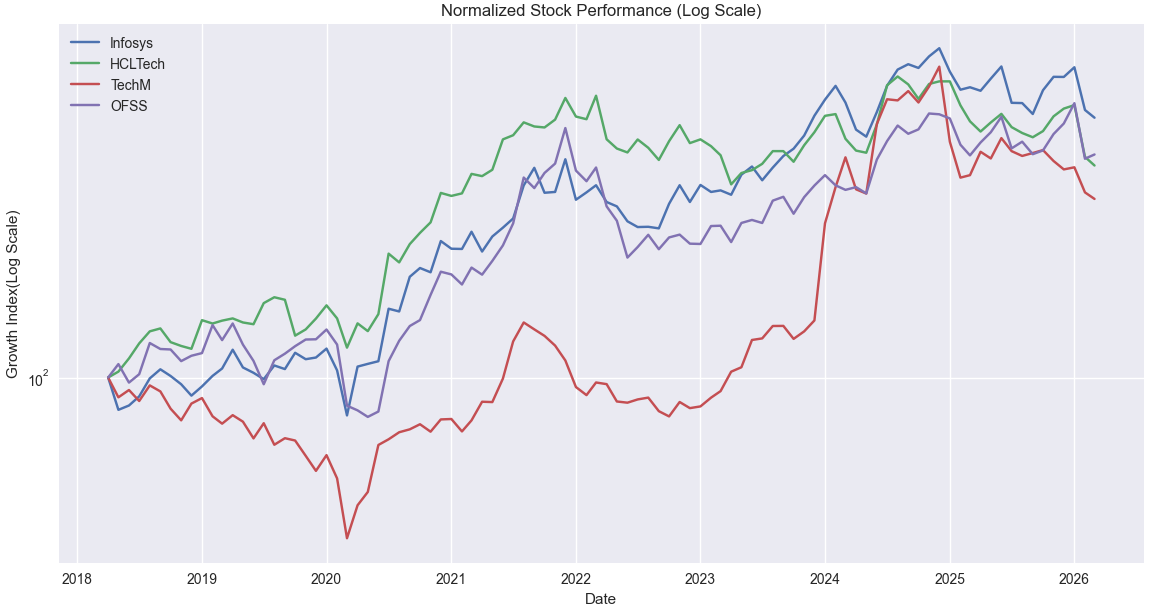 Normalized Stock Performance (Log Scale)
Infosys
HCLTech
TechM
OFSS
Growth Index(Log Scale)
10²
2018 2019 2020 2021 2022 2023 2024 2025 2026
Date